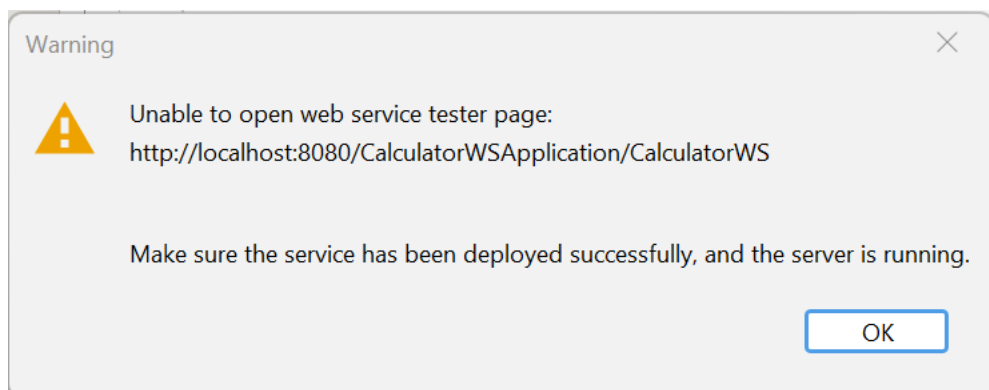 Warning
Unable to open web service tester page:
http://localhost:8080/CalculatorWSApplication/CalculatorWS
Make sure the service has been deployed successfully, and the server is running.
OK